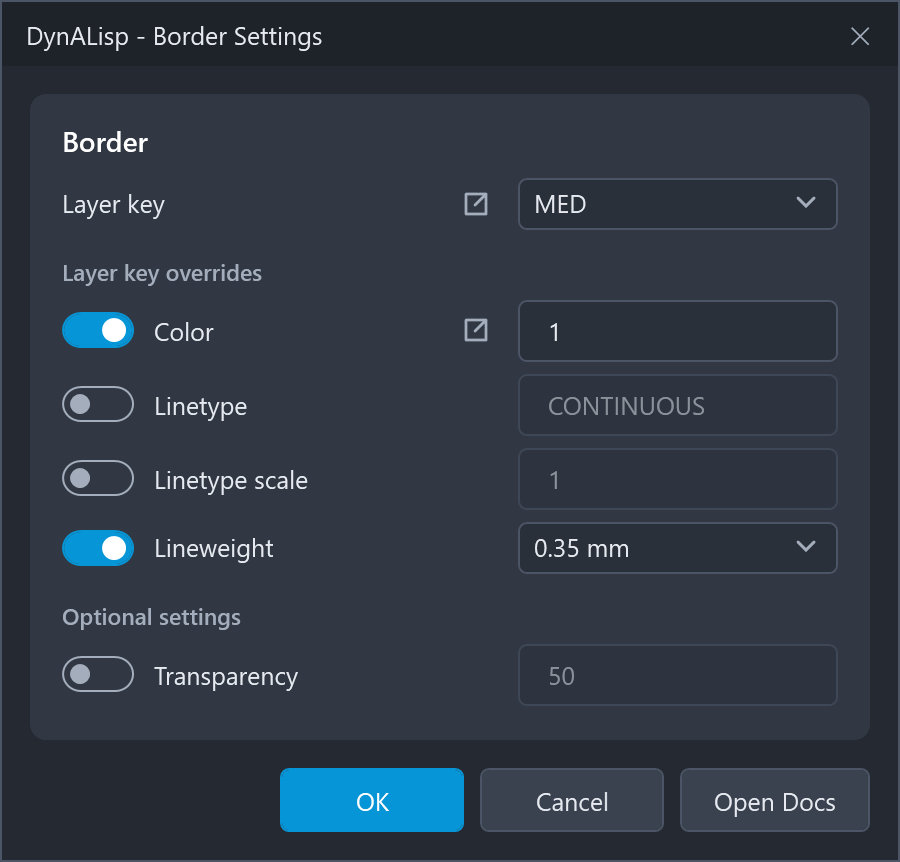 DynALisp - Border Settings
Border
Layer key
MED
Layer key overrides
Color
1
Linetype
CONTINUOUS
Linetype scale
1
Lineweight
0.35 mm
Optional settings
Transparency
50
OK
Cancel
Open Docs